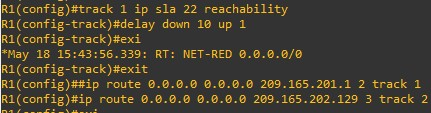 R1(config)#track 1 ip sla 22 reachability
R1(config-track)#delay down 10 up 1
R1(config-track)#exi
*May 18 15:43:56.339: RT: NET-RED 0.0.0.0/0
R1(config-track)#exit
R1(config)##ip route 0.0.0.0 0.0.0.0 209.165.201.1 2 track 1
R1(config)#ip route 0.0.0.0 0.0.0.0 209.165.202.129 3 track 2
R1(config)#exi